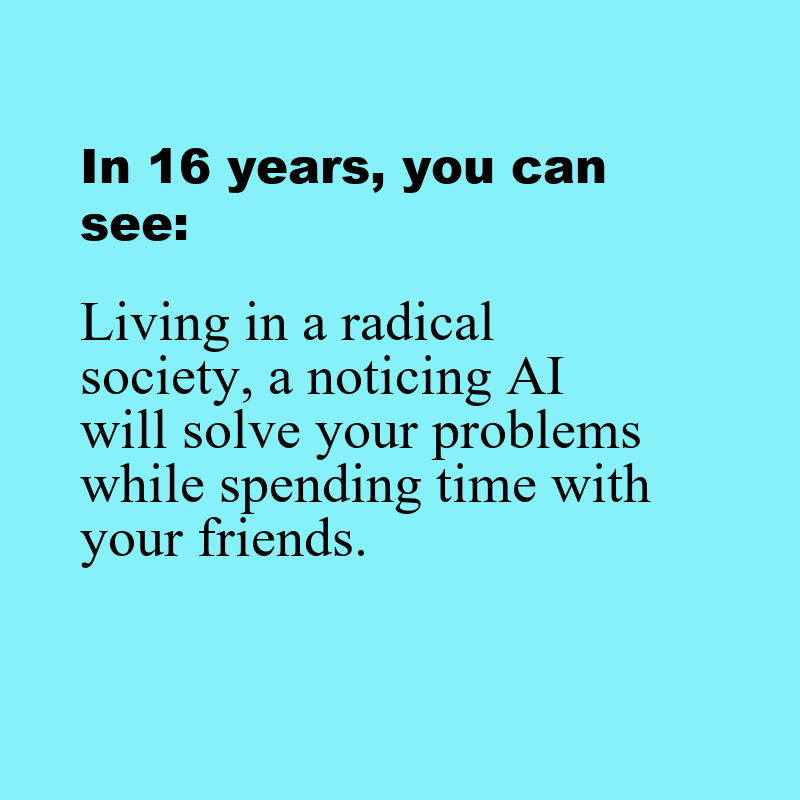 In 16 years, you can
see:
Living in a radical
society, a noticing AI
will solve your problems
while spending time with
your friends.